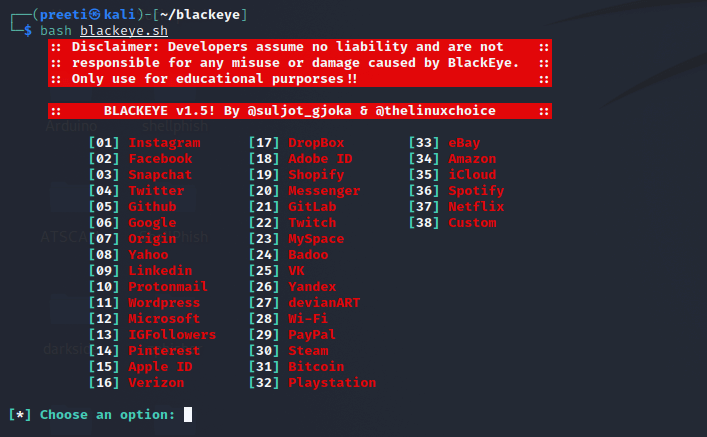 ┌──(preeti㉿kali)-[~/blackeye]
└─$ bash blackeye.sh
:: Disclaimer: Developers assume no liability and are not ::
:: responsible for any misuse or damage caused by BlackEye. ::
:: Only use for educational purporses!! ::
:: BLACKEYE v1.5! By @suljot_gjoka & @thelinuxchoice ::
[01] Instagram [17] DropBox [33] eBay
[02] Facebook [18] Adobe ID [34] Amazon
[03] Snapchat [19] Shopify [35] iCloud
[04] Twitter [20] Messenger [36] Spotify
[05] Github [21] GitLab [37] Netflix
[06] Google [22] Twitch [38] Custom
[07] Origin [23] MySpace
[08] Yahoo [24] Badoo
[09] Linkedin [25] VK
[10] Protonmail [26] Yandex
[11] Wordpress [27] devianART
[12] Microsoft [28] Wi-Fi
[13] IGFollowers [29] PayPal
[14] Pinterest [30] Steam
[15] Apple ID [31] Bitcoin
[16] Verizon [32] Playstation
[*] Choose an option: